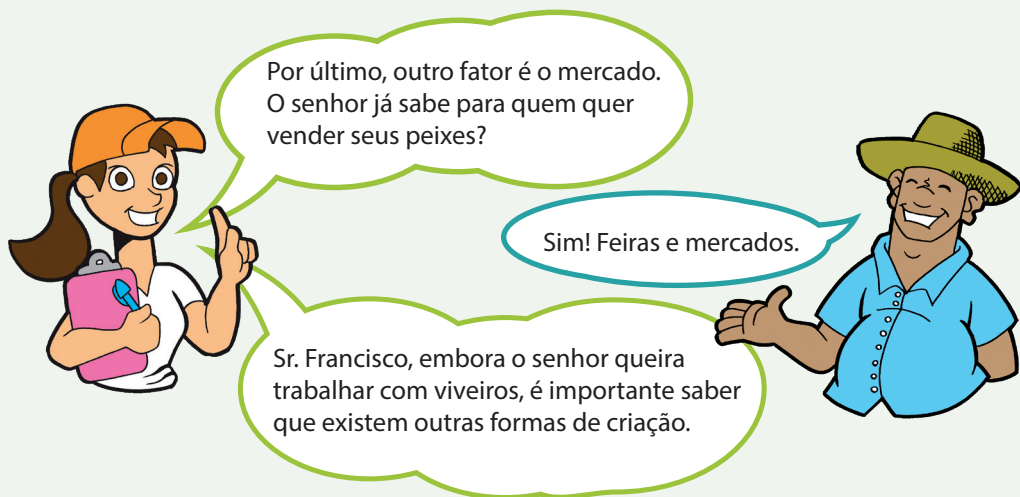 Por último, outro fator é o mercado.
O senhor já sabe para quem quer
vender seus peixes?
Sim! Feiras e mercados.
Sr. Francisco, embora o senhor queira
trabalhar com viveiros, é importante saber
que existem outras formas de criação.